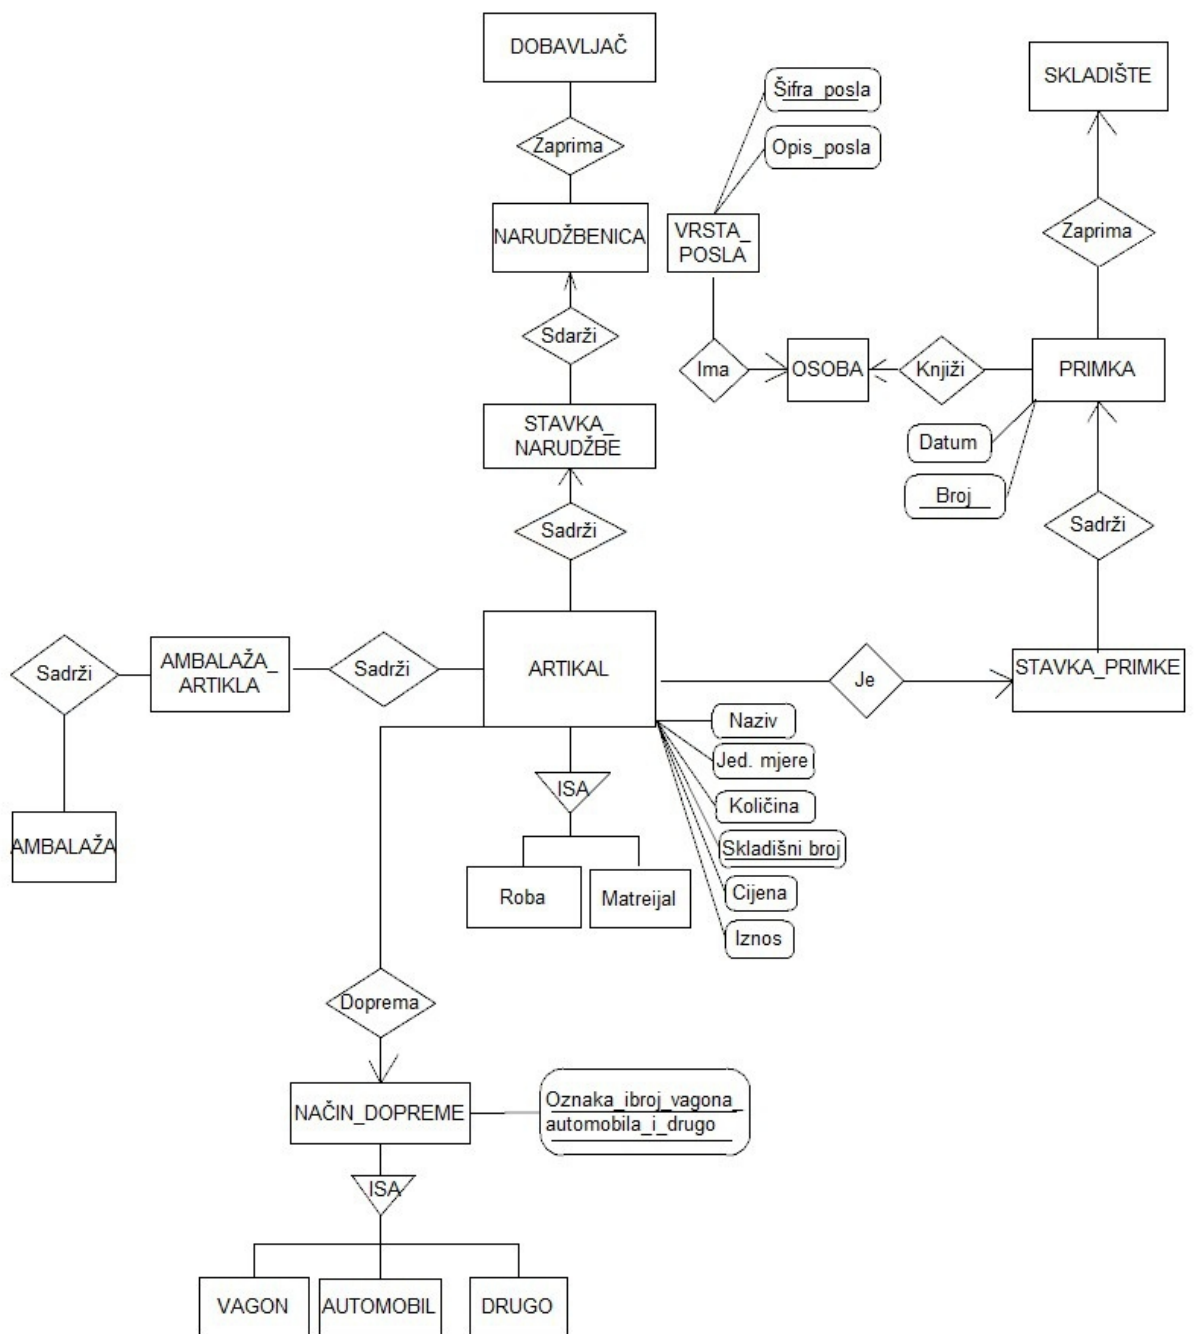 DOBAVLJAČ
SKLADIŠTE
Šifra_posla
Zaprima
Opis_posla
NARUDŽBENICA
VRSTA_
POSLA
Zaprima
Sdarži
Ima
OSOBA
Knjiži
PRIMKA
STAVKA_
NARUDŽBE
Datum
Broj
Sadrži
Sadrži
Sadrži
AMBALAŽA_
ARTIKLA
Sadrži
ARTIKAL
Je
STAVKA_PRIMKE
Naziv
Jed. mjere
ISA
Količina
AMBALAŽA
Skladišni broj
Roba
Matreijal
Cijena
Iznos
Doprema
NAČIN_DOPREME
Oznaka_ibroj_vagona_
automobila_i_drugo
ISA
VAGON
AUTOMOBIL
DRUGO